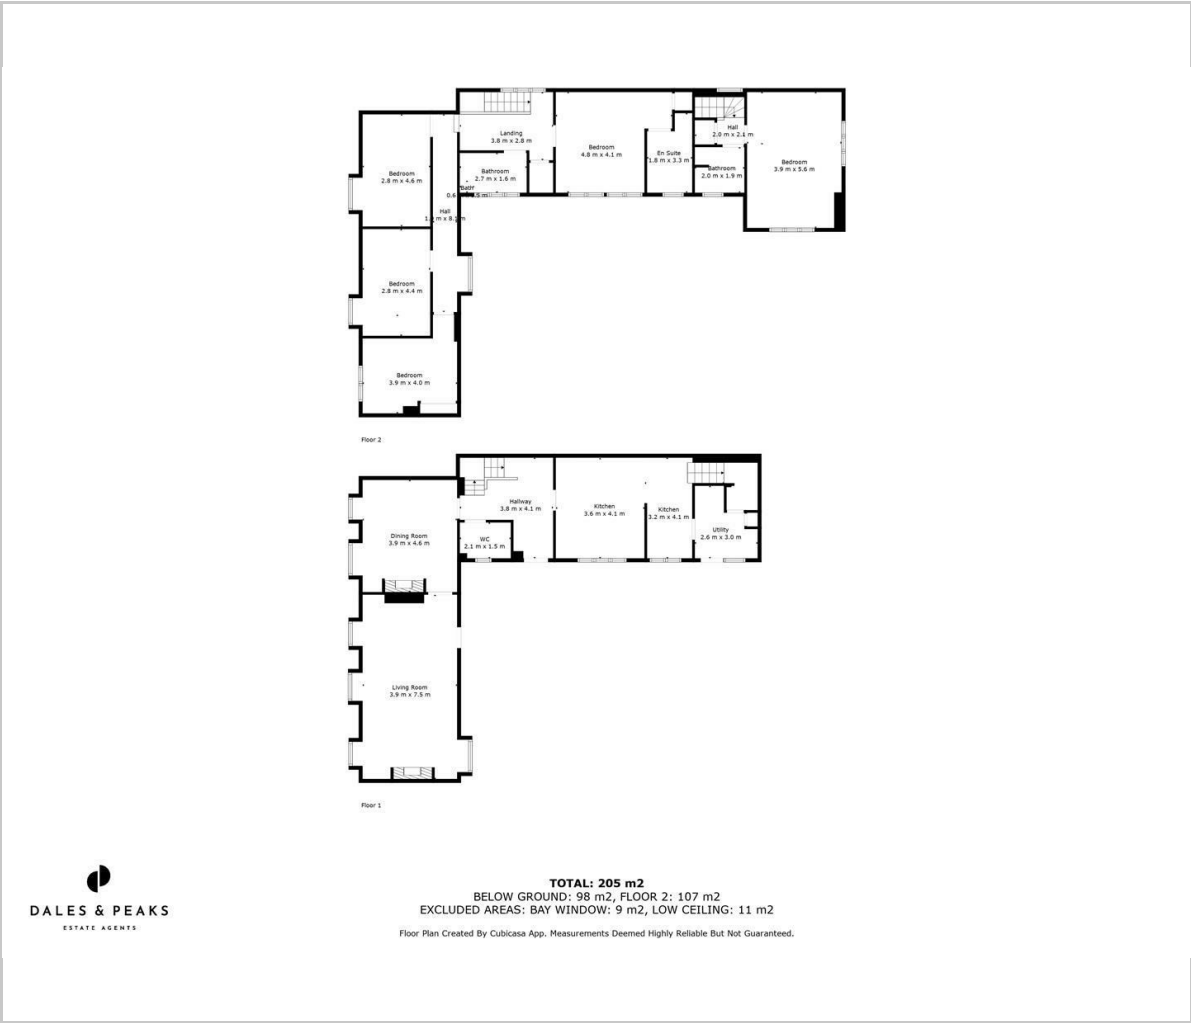 Landing
3.8 m x 2.8 m
Bedroom
4.8 m x 4.1 m
En Suite
1.8 m x 3.3 m
Hall
2.0 m x 2.1 m
Bathroom
2.0 m x 1.9 m
Bedroom
3.9 m x 5.6 m
Bedroom
2.8 m x 4.6 m
Bathroom
2.7 m x 1.6 m
Bath
Hall
Bedroom
2.8 m x 4.4 m
Bedroom
3.9 m x 4.0 m
Floor 2
Hallway
3.8 m x 4.1 m
Kitchen
3.6 m x 4.1 m
Kitchen
3.2 m x 4.1 m
Utility
2.6 m x 3.0 m
WC
2.1 m x 1.5 m
Dining Room
3.9 m x 4.6 m
Living Room
3.9 m x 7.5 m
Floor 1
DALES & PEAKS
ESTATE AGENTS
TOTAL: 205 m2
BELOW GROUND: 98 m2, FLOOR 2: 107 m2
EXCLUDED AREAS: BAY WINDOW: 9 m2, LOW CEILING: 11 m2
Floor Plan Created By Cubicasa App. Measurements Deemed Highly Reliable But Not Guaranteed.